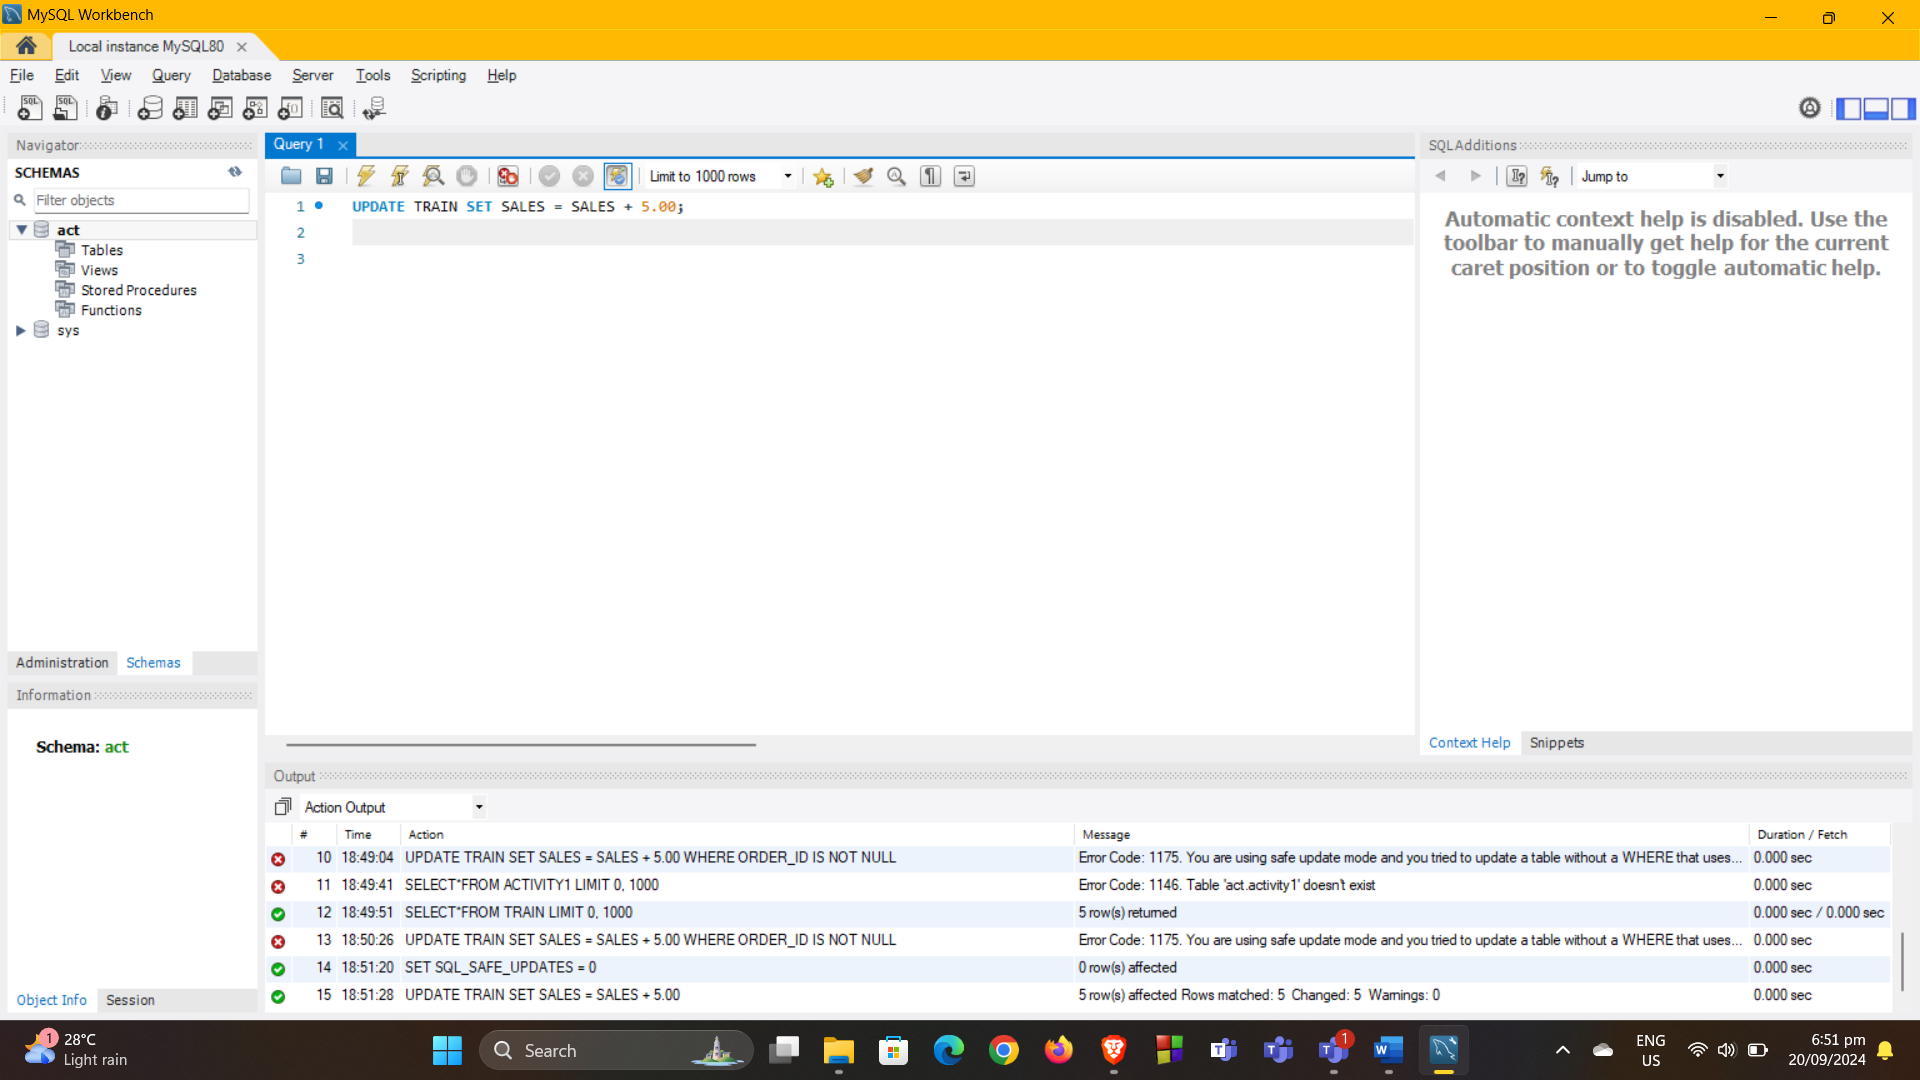 MySQL Workbench
Local instance MySQL80
File Edit View Query Database Server Tools Scripting Help
Navigator
SCHEMAS
Filter objects
act
Tables
Views
Stored Procedures
Functions
sys
Administration Schemas
Information
Schema: act
Object Info Session
Query 1
Limit to 1000 rows
1 UPDATE TRAIN SET SALES = SALES + 5.00;
2
3
SQLAdditions
Jump to
Automatic context help is disabled. Use the
toolbar to manually get help for the current
caret position or to toggle automatic help.
Context Help Snippets
Output
Action Output
# Time Action Message Duration / Fetch
10 18:49:04 UPDATE TRAIN SET SALES = SALES + 5.00 WHERE ORDER_ID IS NOT NULL Error Code: 1175. You are using safe update mode and you tried to update a table without a WHERE that uses... 0.000 sec
11 18:49:41 SELECT*FROM ACTIVITY1 LIMIT 0, 1000 Error Code: 1146. Table 'act.activity1' doesn't exist 0.000 sec
12 18:49:51 SELECT*FROM TRAIN LIMIT 0, 1000 5 row(s) returned 0.000 sec / 0.000 sec
13 18:50:26 UPDATE TRAIN SET SALES = SALES + 5.00 WHERE ORDER_ID IS NOT NULL Error Code: 1175. You are using safe update mode and you tried to update a table without a WHERE that uses... 0.000 sec
14 18:51:20 SET SQL_SAFE_UPDATES = 0 0 row(s) affected 0.000 sec
15 18:51:28 UPDATE TRAIN SET SALES = SALES + 5.00 5 row(s) affected Rows matched: 5 Changed: 5 Warnings: 0 0.000 sec
1
28°C
Light rain
Search
1
ENG
US
6:51 pm
20/09/2024